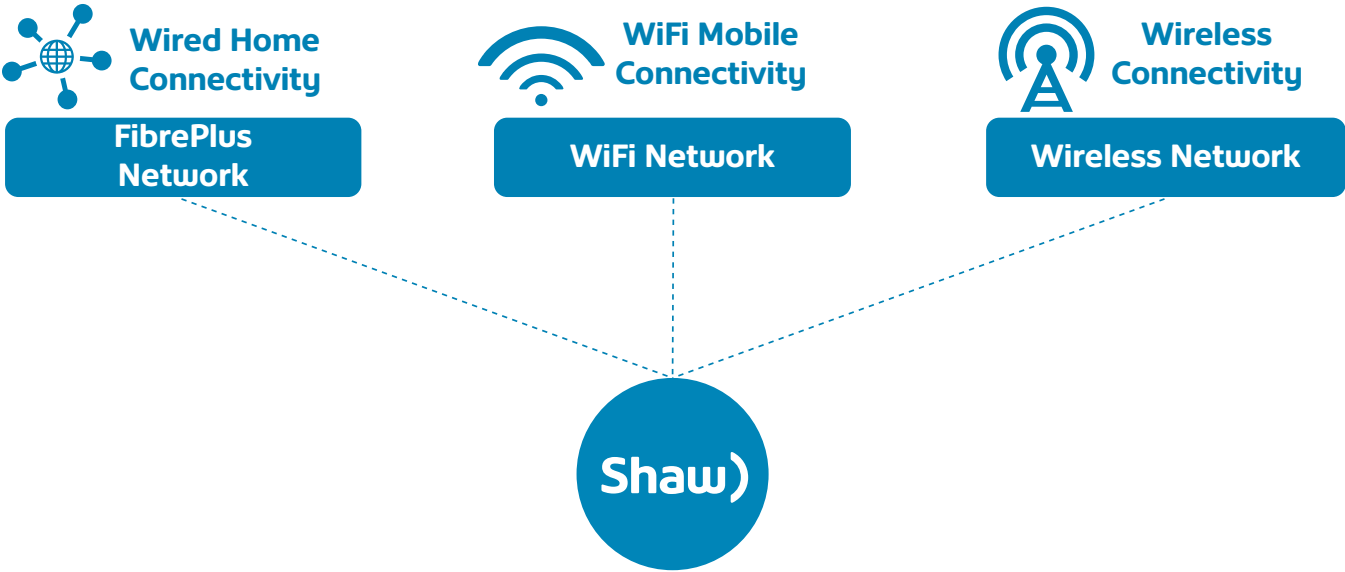 Wired Home
Connectivity
WiFi Mobile
Connectivity
Wireless
Connectivity
FibrePlus
Network
WiFi Network
Wireless Network
Shaw)